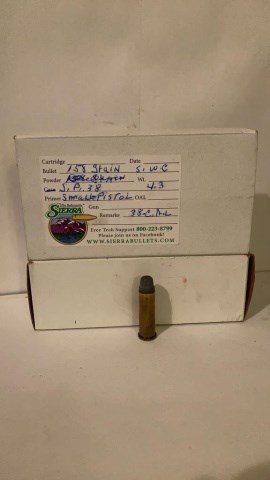 Cartridge Date
Bullet 158 Grain S.W.C
Powder Wt
Case S.P. 38 4.3
Primer Small Pistol OAS
SIERRA Gun
Remarks
Free Tech Support 800-223-8799
Please join us on Facebook!
WWW.SIERRABULLETS.COM